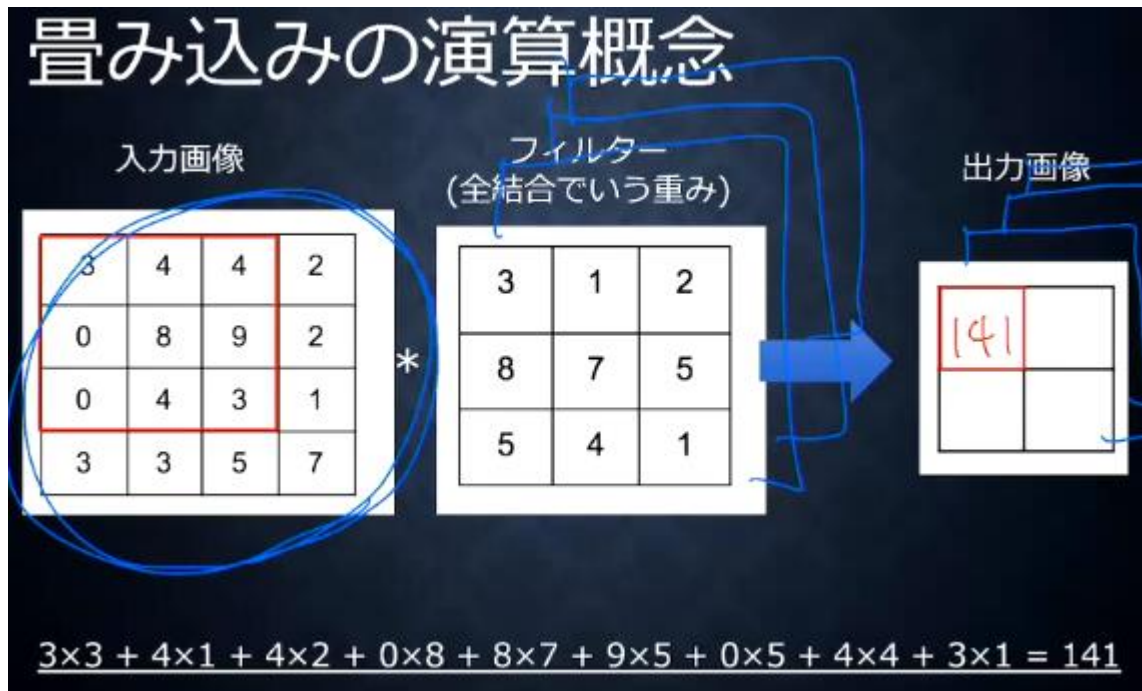 畳み込みの演算概念
入力画像
フィルター
(全結合でいう重み)
出力画像
3 4 4 2
0 8 9 2
0 4 3 1
3 3 5 7
*
3 1 2
8 7 5
5 4 1
141
3×3 + 4×1 + 4×2 + 0×8 + 8×7 + 9×5 + 0×5 + 4×4 + 3×1 = 141